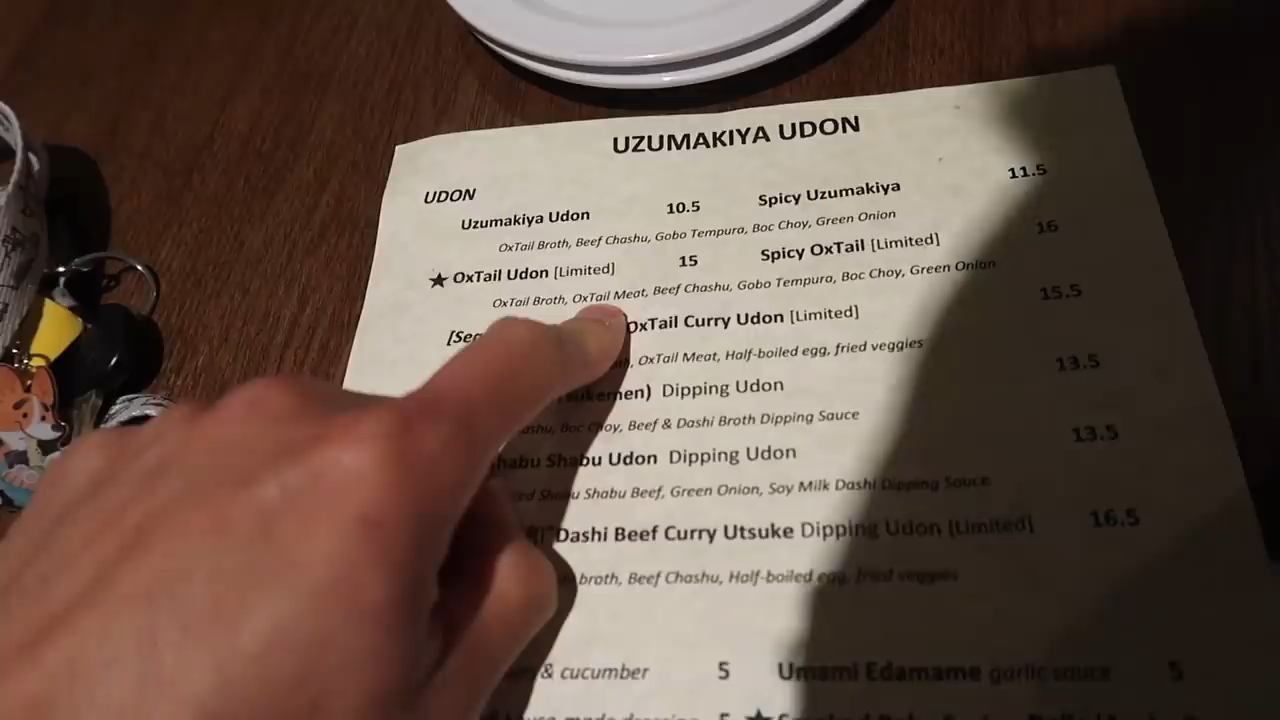 UZUMAKIYA UDON
UDON
Uzumakiya Udon 10.5 Spicy Uzumakiya 11.5
OxTail Broth, Beef Chashu, Gobo Tempura, Boc Choy, Green Onion
★ OxTail Udon [Limited] 15 Spicy OxTail [Limited] 16
OxTail Broth, OxTail Meat, Beef Chashu, Gobo Tempura, Boc Choy, Green Onion
OxTail Curry Udon [Limited] 15.5
OxTail Meat, Half-boiled egg, fried veggies
Dipping Udon 13.5
Boc Choy, Beef & Dashi Broth Dipping Sauce
Shabu Udon Dipping Udon 13.5
Shabu Beef, Green Onion, Soy Milk Dashi Dipping Sauce
Dashi Beef Curry Utsuke Dipping Udon [Limited] 16.5
broth, Beef Chashu, Half-boiled egg, fried veggies
& cucumber 5 Umami Edamame garlic sauce 5